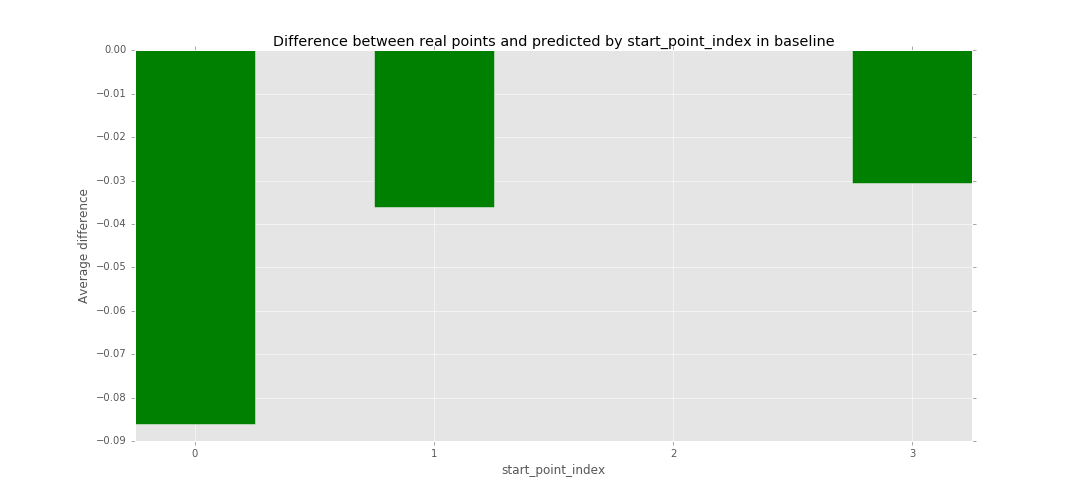 Difference between real points and predicted by start_point_index in baseline
0.00
−0.01
−0.02
−0.03
−0.04
−0.05
−0.06
−0.07
−0.08
−0.09
Average difference
0 1 2 3
start_point_index